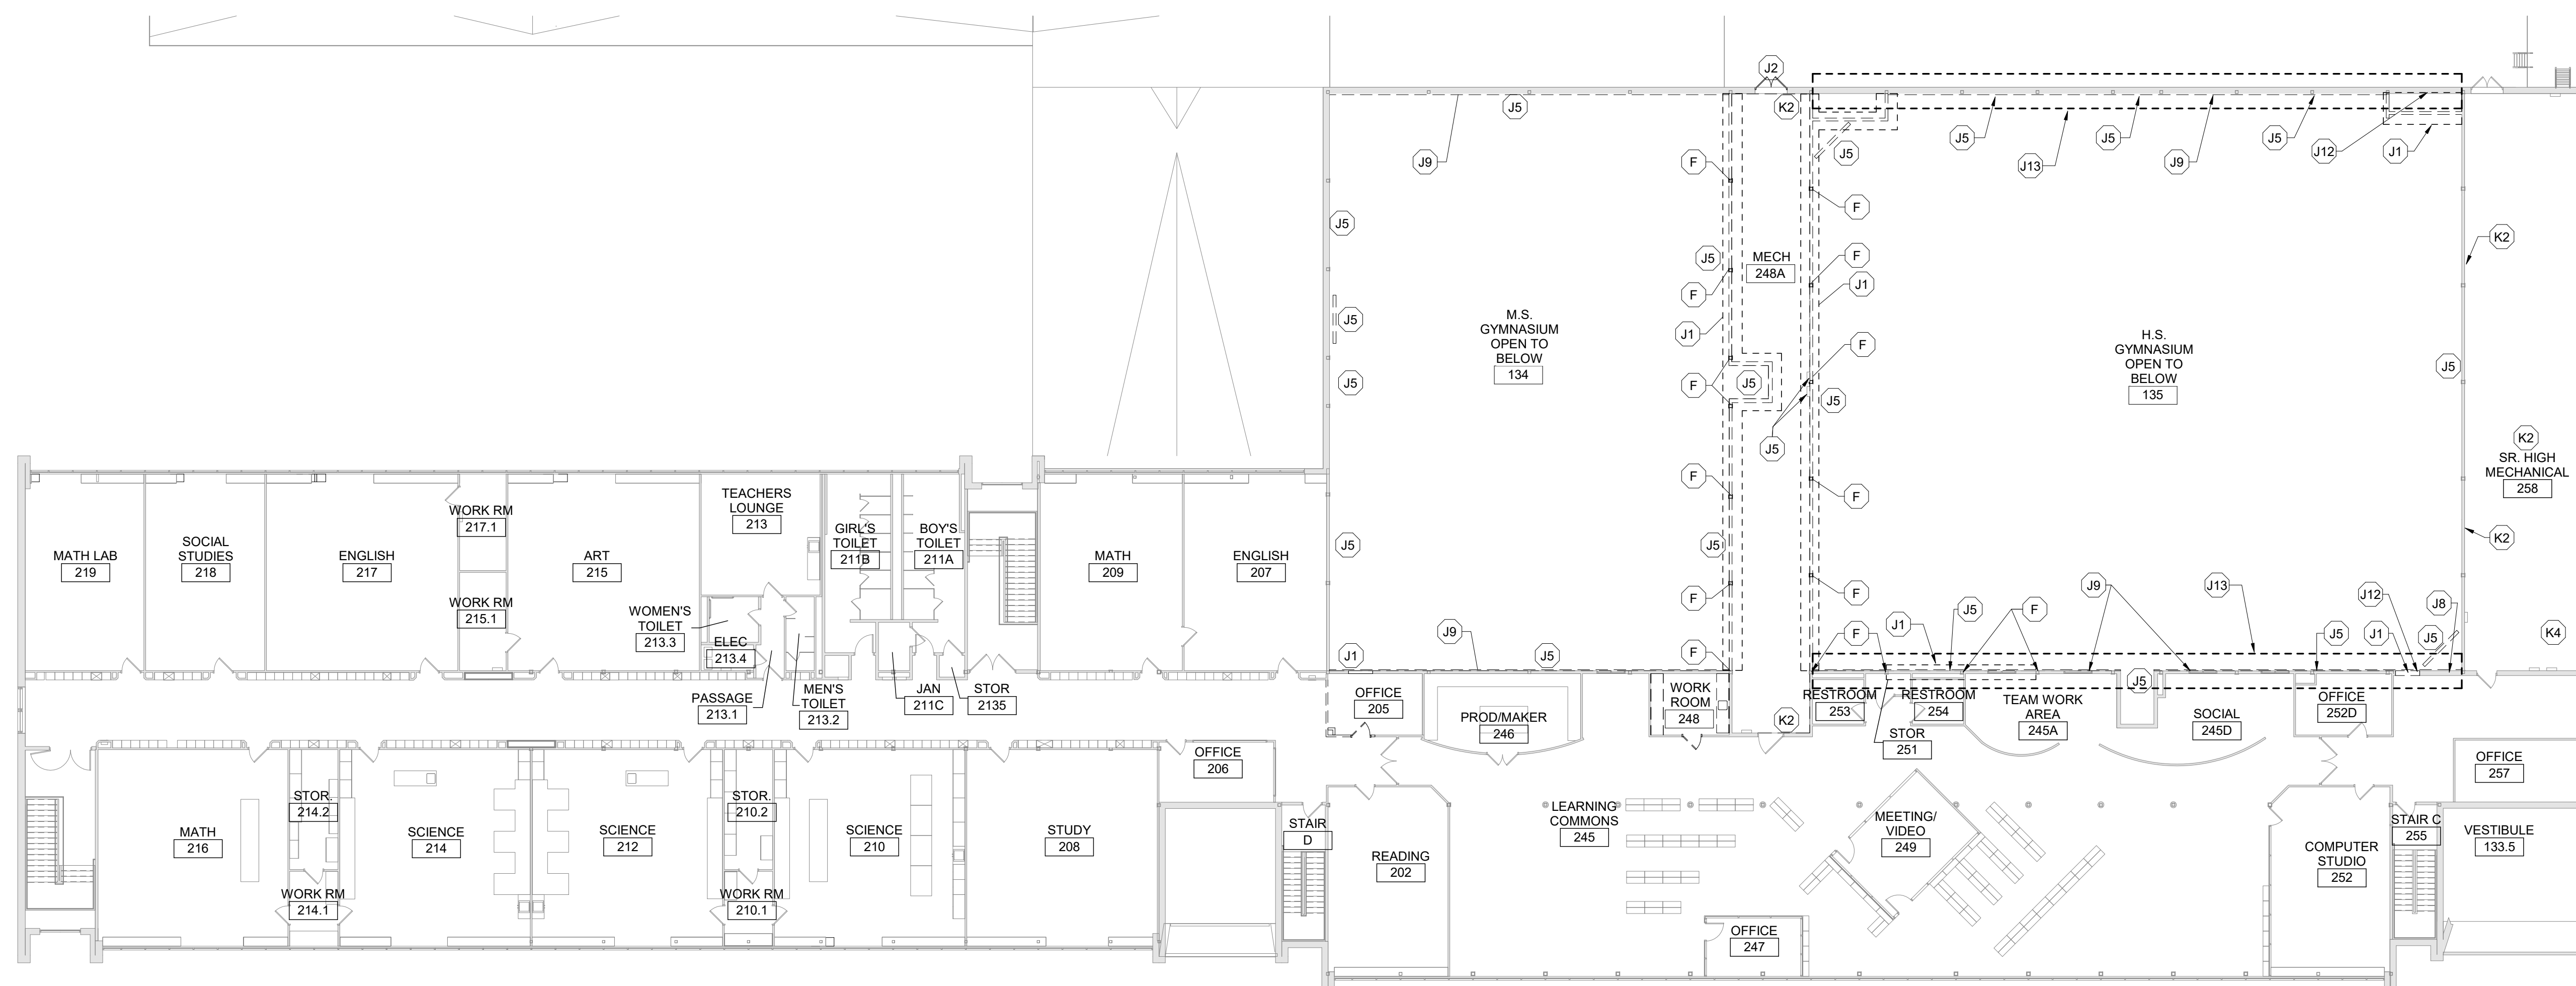 J2
K2
J5
J9
F
J5
J5
J13
J5
J9
J5
J12
J1
F
J5
J5
MECH
248A
F
F
J1
K2
J5
J1
F
M.S.
GYMNASIUM
OPEN TO
BELOW
134
H.S.
GYMNASIUM
OPEN TO
BELOW
135
J5
J5
F
J5
J5
J5
J5
K2
SR. HIGH
MECHANICAL
258
F
F
K2
J5
J5
F
F
MATH LAB
219
SOCIAL
STUDIES
218
ENGLISH
217
WORK RM
217.1
WORK RM
215.1
ART
215
TEACHERS
LOUNGE
213
WOMEN'S
TOILET
213.3
ELEC
213.4
PASSAGE
213.1
MEN'S
TOILET
213.2
GIRL'S
TOILET
211B
BOY'S
TOILET
211A
JAN
211C
STOR
2135
MATH
209
ENGLISH
207
J1
J9
J5
F
F
J1
J5
F
J9
J13
J5
J12
J1
J8
J5
K4
OFFICE
205
PROD/MAKER
246
WORK
ROOM
248
K2
RESTROOM
253
RESTROOM
254
STOR
251
TEAM WORK
AREA
245A
J5
SOCIAL
245D
OFFICE
252D
OFFICE
206
OFFICE
257
MATH
216
STOR.
214.2
WORK RM
214.1
SCIENCE
214
SCIENCE
212
STOR.
210.2
WORK RM
210.1
SCIENCE
210
STUDY
208
STAIR
D
READING
202
LEARNING
COMMONS
245
MEETING/
VIDEO
249
OFFICE
247
COMPUTER
STUDIO
252
STAIR C
255
VESTIBULE
133.5